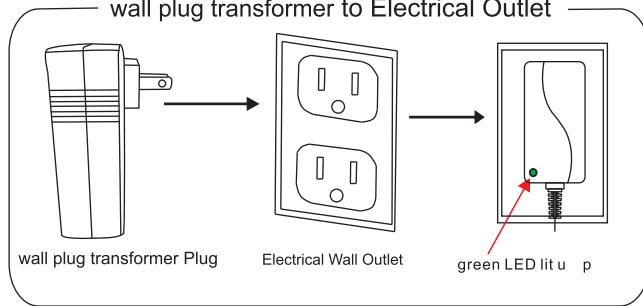 wall plug transformer to Electrical Outlet
wall plug transformer Plug
Electrical Wall Outlet
green LED lit u p